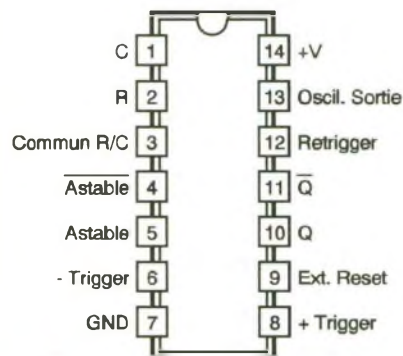 C 1 14 +V
R 2 13 Oscil. Sortie
Commun R/C 3 12 Retrigger
Astable 4 11 Q
Astable 5 10 Q
- Trigger 6 9 Ext. Reset
GND 7 8 + Trigger